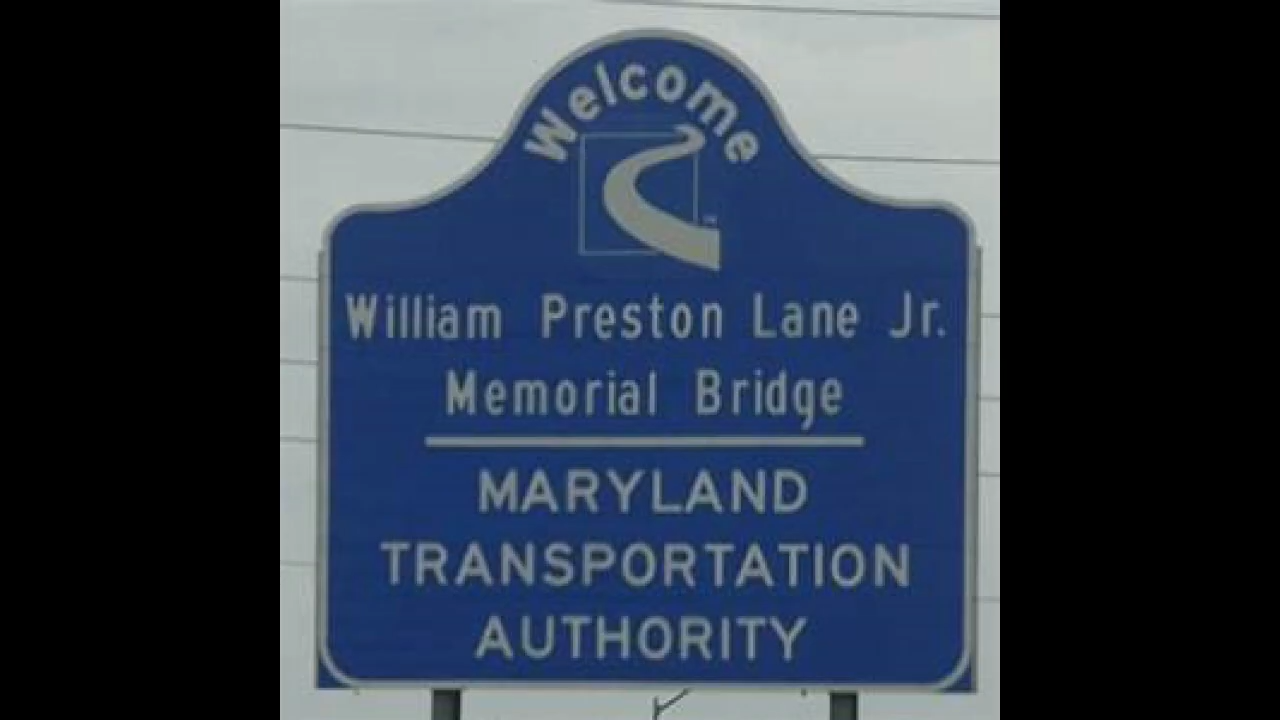 Welcome
William Preston Lane Jr.
Memorial Bridge
MARYLAND
TRANSPORTATION
AUTHORITY